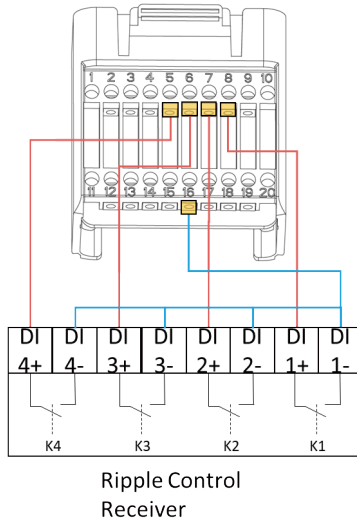 1 2 3 4 5 6 7 8 9 10
11 12 13 14 15 16 17 18 19 20
DI DI DI DI DI DI DI DI
4+ 4- 3+ 3- 2+ 2- 1+ 1-
K4 K3 K2 K1
Ripple Control
Receiver